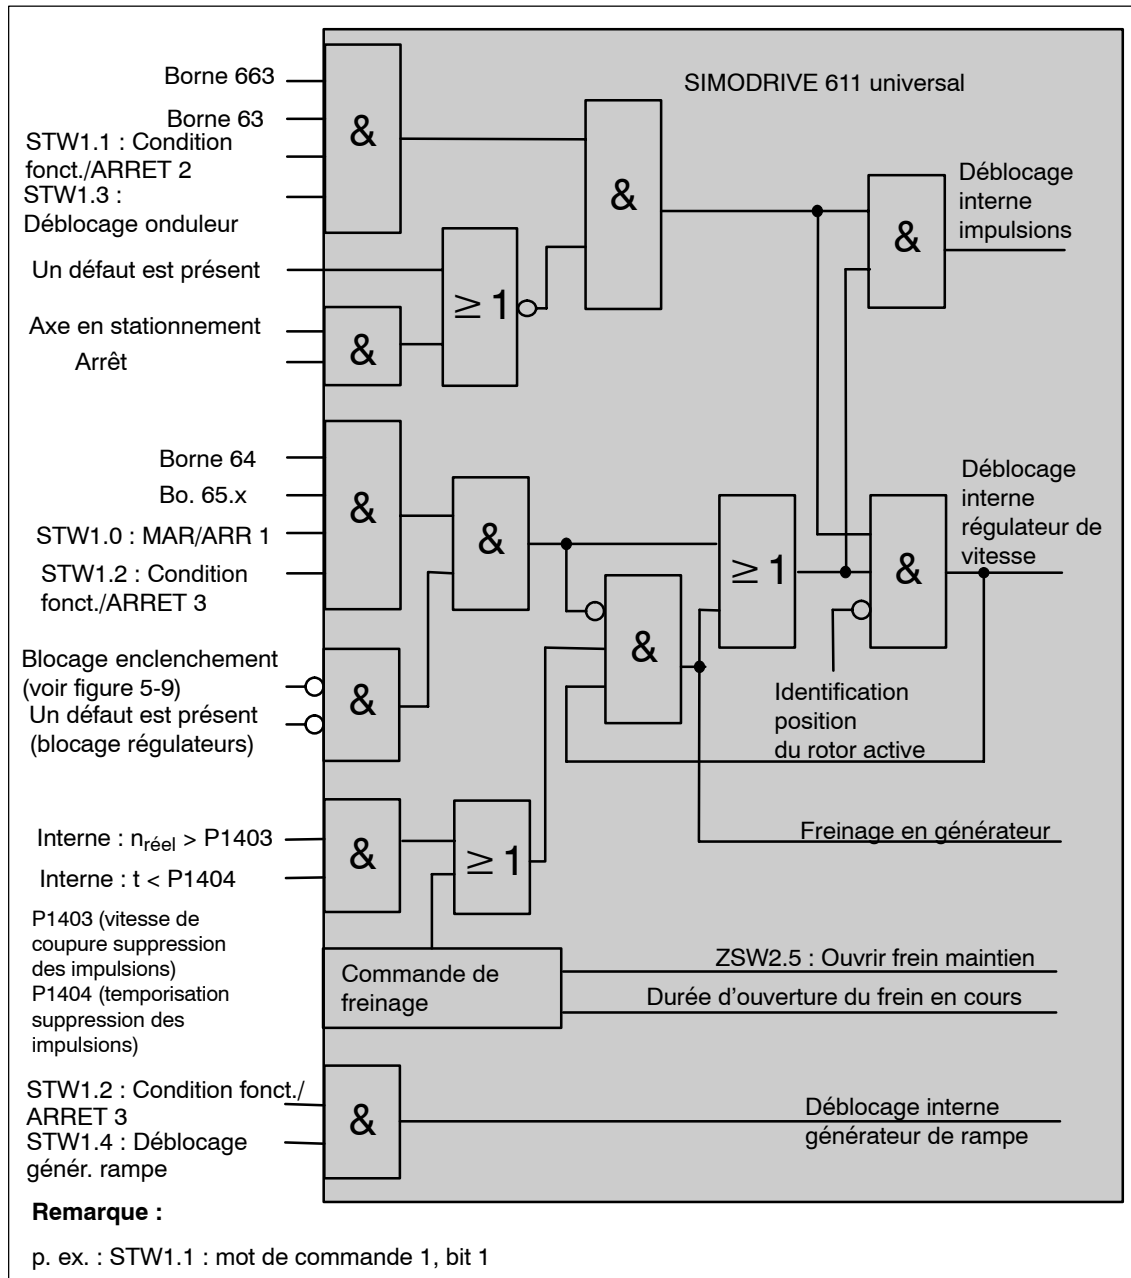 SIMODRIVE 611 universal
Borne 663
Borne 63
STW1.1 : Condition
fonct./ARRET 2
STW1.3 :
Déblocage onduleur
&
&
Déblocage
interne
impulsions
&
Un défaut est présent
≥ 1
Axe en stationnement
Arrêt
&
Borne 64
Bo. 65.x
STW1.0 : MAR/ARR 1
STW1.2 : Condition
fonct./ARRET 3
&
&
≥ 1
&
Déblocage
interne
régulateur de
vitesse
Blocage enclenchement
(voir figure 5-9)
Un défaut est présent
(blocage régulateurs)
&
&
Identification
position
du rotor active
Interne : nréel > P1403
Interne : t < P1404
&
≥ 1
Freinage en générateur
P1403 (vitesse de
coupure suppression
des impulsions)
P1404 (temporisation
suppression des
impulsions)
Commande de
freinage
ZSW2.5 : Ouvrir frein maintien
Durée d'ouverture du frein en cours
STW1.2 : Condition fonct./
ARRET 3
STW1.4 : Déblocage
génér. rampe
&
Déblocage interne
générateur de rampe
Remarque :
p. ex. : STW1.1 : mot de commande 1, bit 1